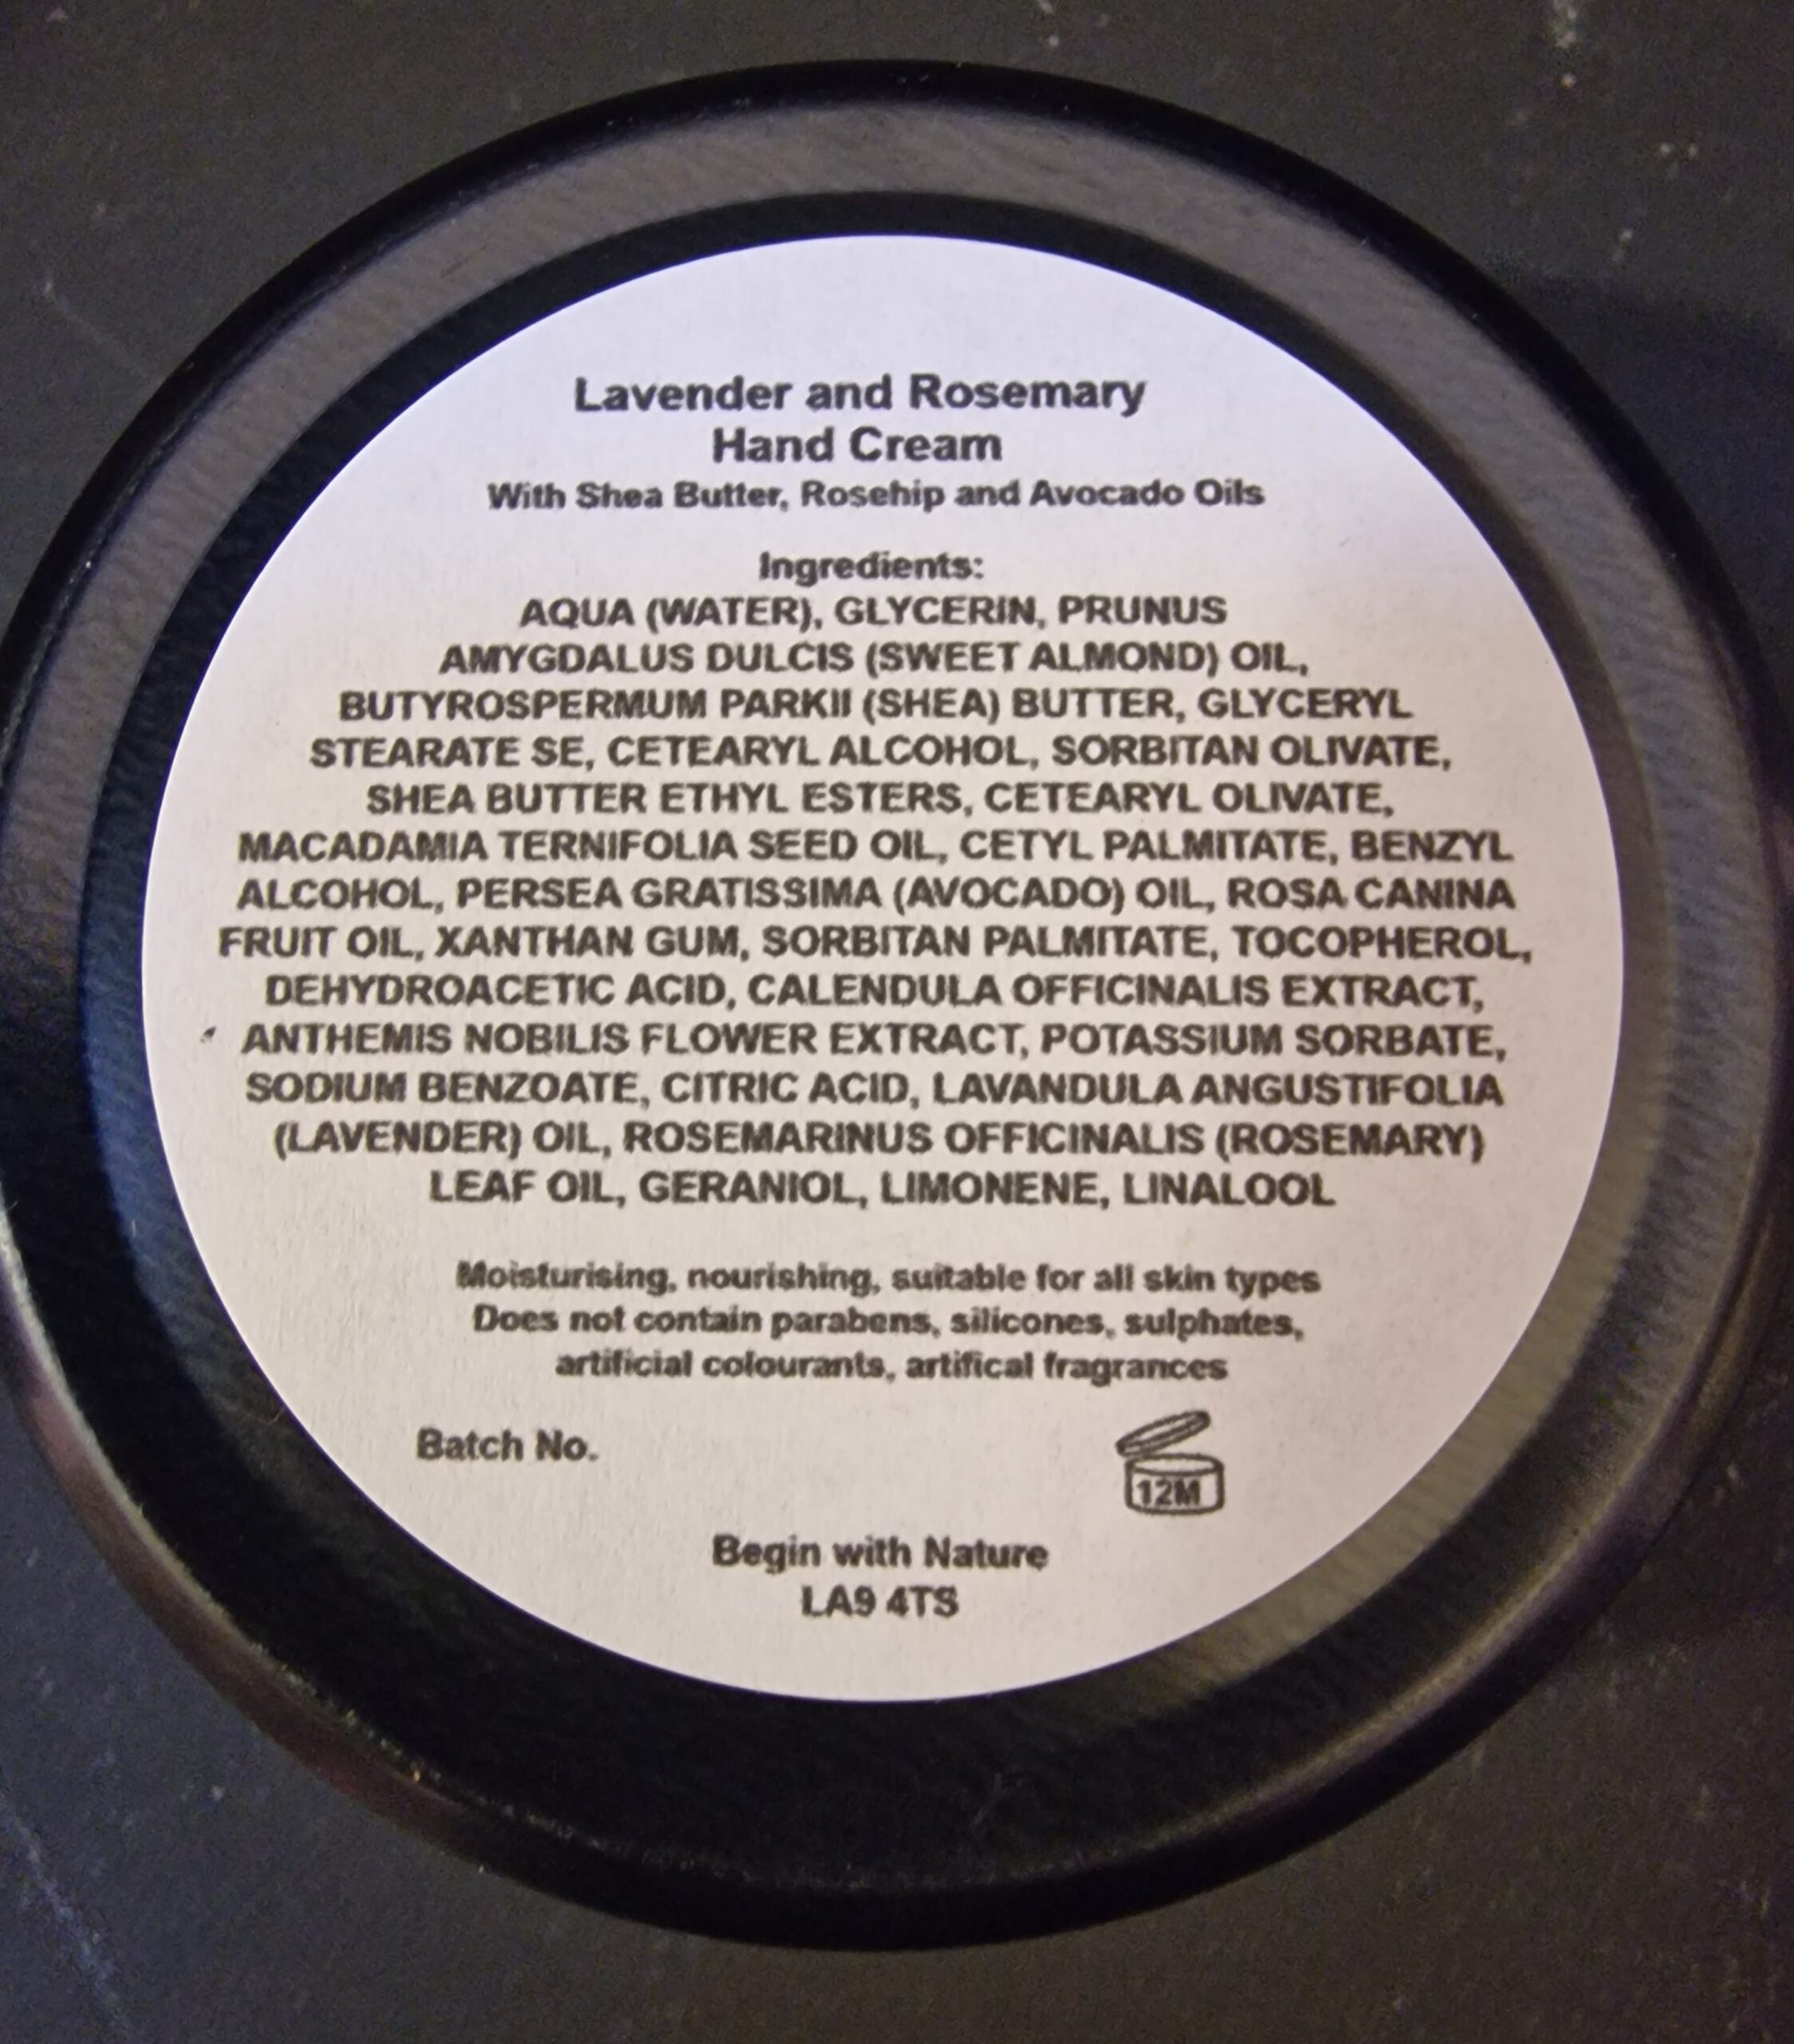 Lavender and Rosemary
Hand Cream
With Shea Butter, Rosehip and Avocado Oils
Ingredients:
AQUA (WATER), GLYCERIN, PRUNUS
AMYGDALUS DULCIS (SWEET ALMOND) OIL,
BUTYROSPERMUM PARKII (SHEA) BUTTER, GLYCERYL
STEARATE SE, CETEARYL ALCOHOL, SORBITAN OLIVATE,
SHEA BUTTER ETHYL ESTERS, CETEARYL OLIVATE,
MACADAMIA TERNIFOLIA SEED OIL, CETYL PALMITATE, BENZYL
ALCOHOL, PERSEA GRATISSIMA (AVOCADO) OIL, ROSA CANINA
FRUIT OIL, XANTHAN GUM, SORBITAN PALMITATE, TOCOPHEROL,
DEHYDROACETIC ACID, CALENDULA OFFICINALIS EXTRACT,
ANTHEMIS NOBILIS FLOWER EXTRACT, POTASSIUM SORBATE,
SODIUM BENZOATE, CITRIC ACID, LAVANDULA ANGUSTIFOLIA
(LAVENDER) OIL, ROSEMARINUS OFFICINALIS (ROSEMARY)
LEAF OIL, GERANIOL, LIMONENE, LINALOOL
Moisturising, nourishing, suitable for all skin types
Does not contain parabens, silicones, sulphates,
artificial colourants, artifical fragrances
Batch No.
12M
Begin with Nature
LA9 4TS